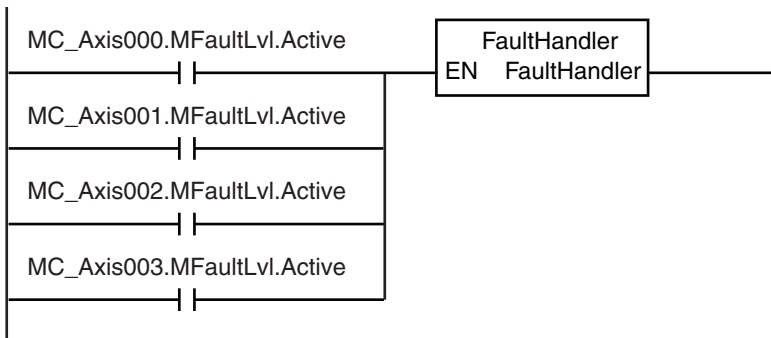 MC_Axis000.MFaultLvl.Active
FaultHandler
EN FaultHandler
MC_Axis001.MFaultLvl.Active
MC_Axis002.MFaultLvl.Active
MC_Axis003.MFaultLvl.Active